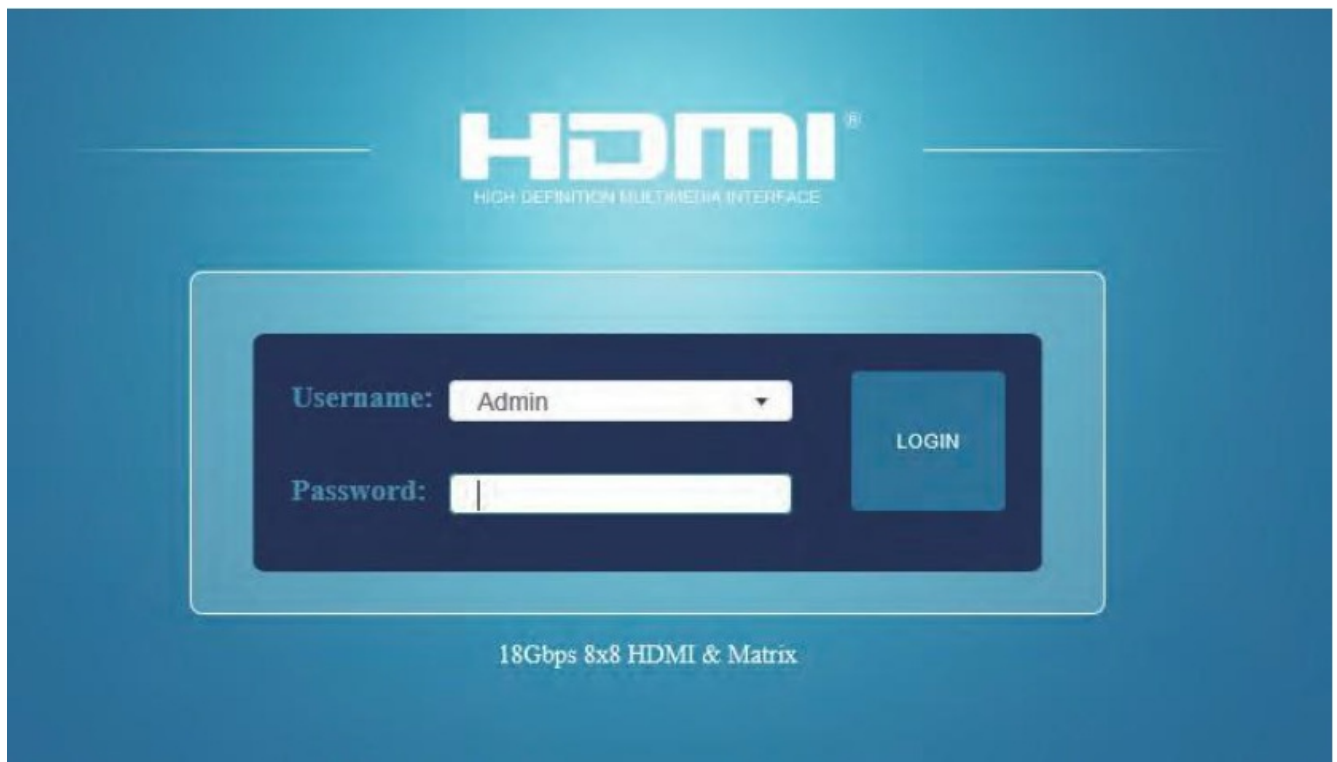 HDMI®
HIGH DEFINITION MULTIMEDIA INTERFACE
Username: Admin
LOGIN
Password:
18Gbps 8x8 HDMI & Matrix